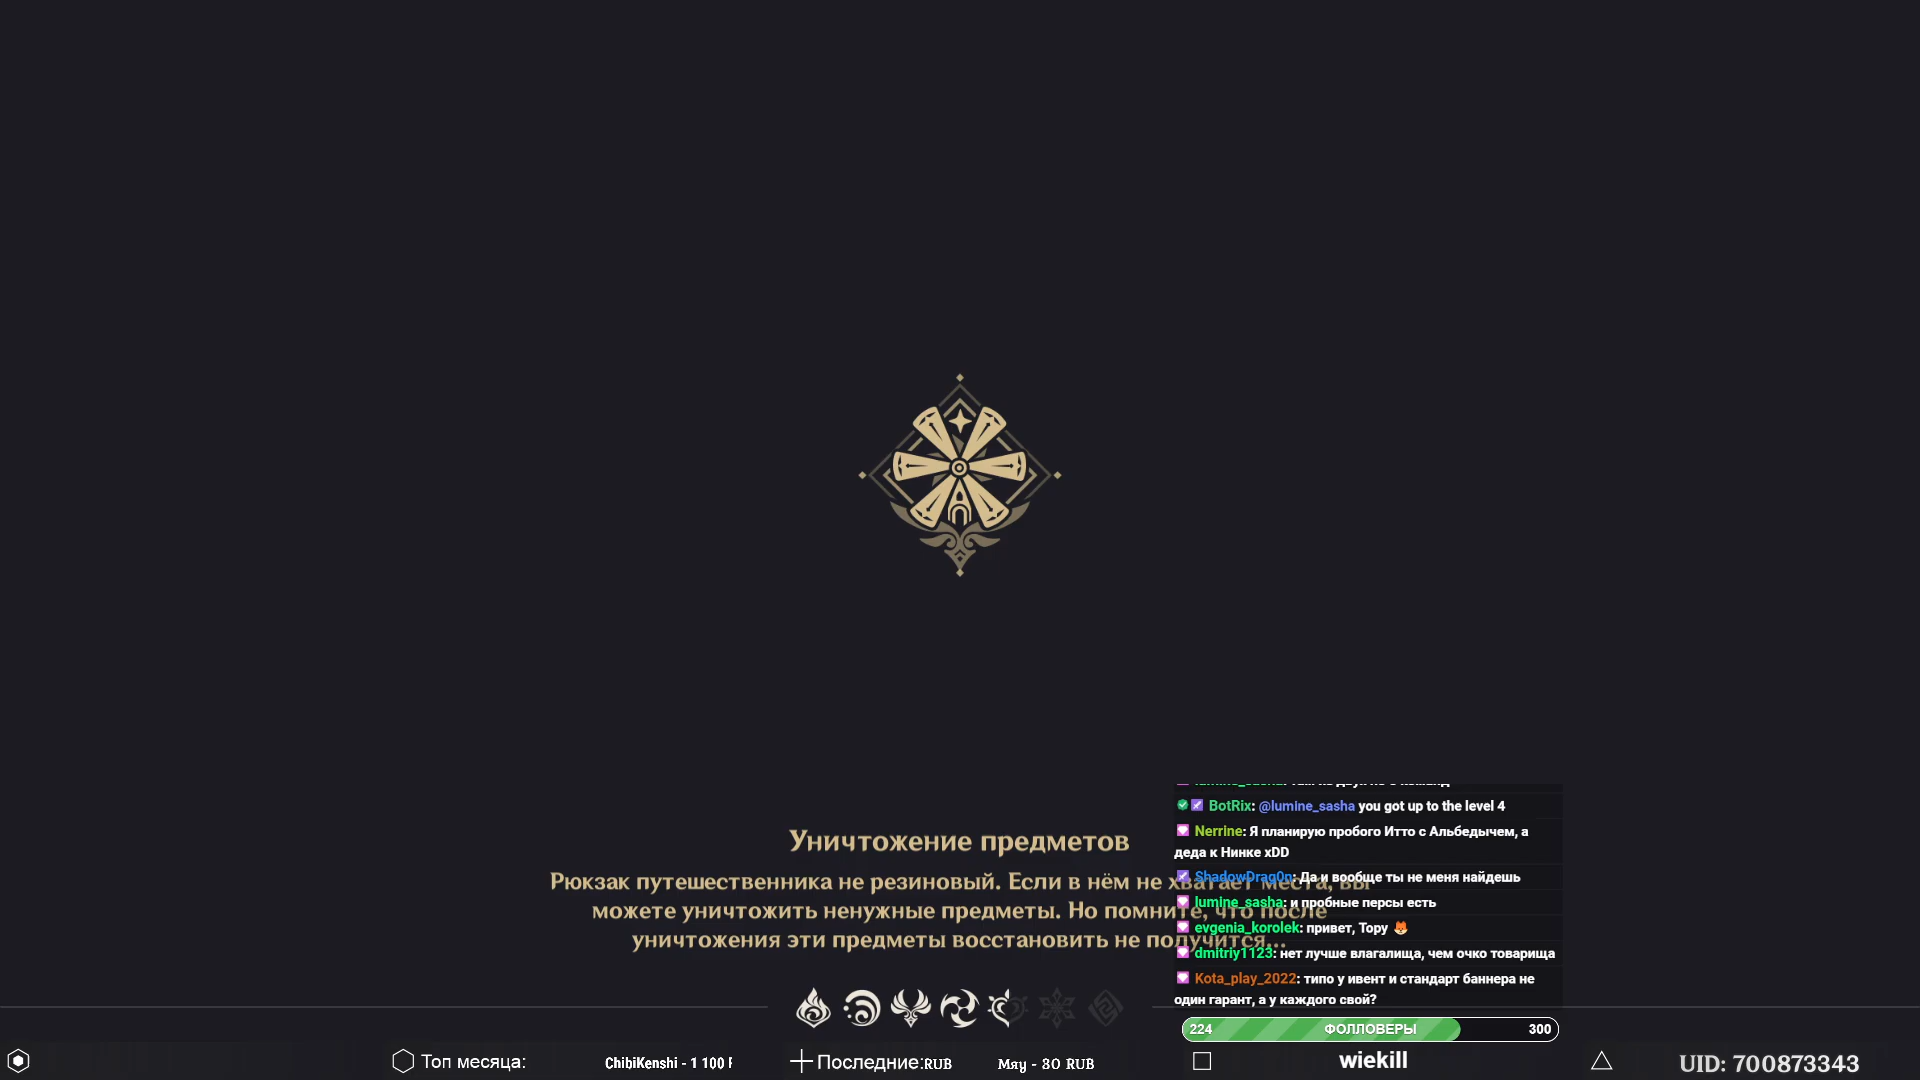 BotRix: @lumine_sasha you got up to the level 4
Nerrine: Я планирую пробого Итто с Альбедычем, а
деда к Нинке xDD
ShadowDrag0n: Да и вообще ты не меня найдешь
lumine_sasha: и пробные персы есть
evgenia_korolek: привет, Тору
dmitriy1123: нет лучше влагалища, чем очко товарища
Kota_play_2022: типо у ивент и стандарт баннера не
один гарант, а у каждого свой?
Уничтожение предметов
Рюкзак путешественника не резиновый. Если в нём не хватает места, вы
можете уничтожить ненужные предметы. Но помните, что после
уничтожения эти предметы восстановить не получится...
224 ФОЛЛОВЕРЫ 300
Топ месяца: ChibiKenshi - 1 100
Последние: RUB Мяу - 30 RUB
wiekill
UID: 700873343